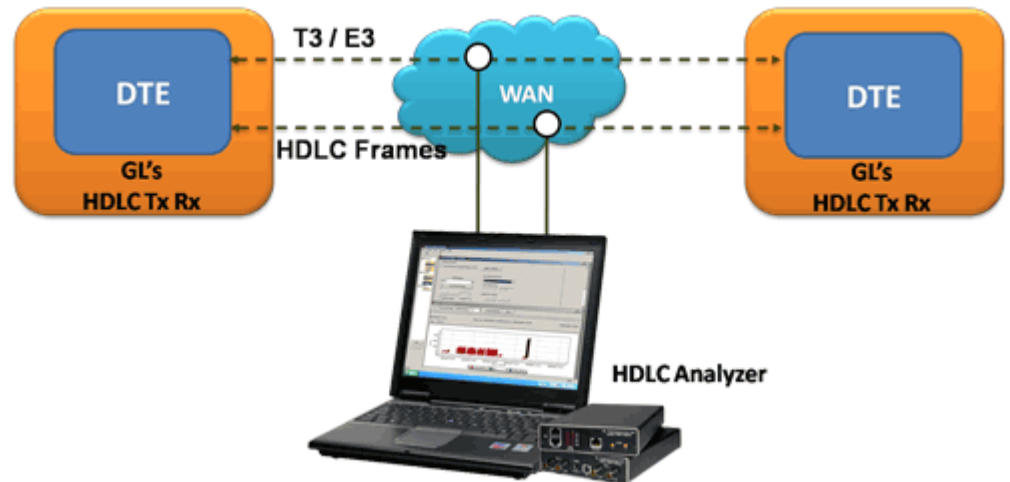 T3 / E3
DTE
WAN
DTE
HDLC Frames
GL's
HDLC Tx Rx
GL's
HDLC Tx Rx
HDLC Analyzer